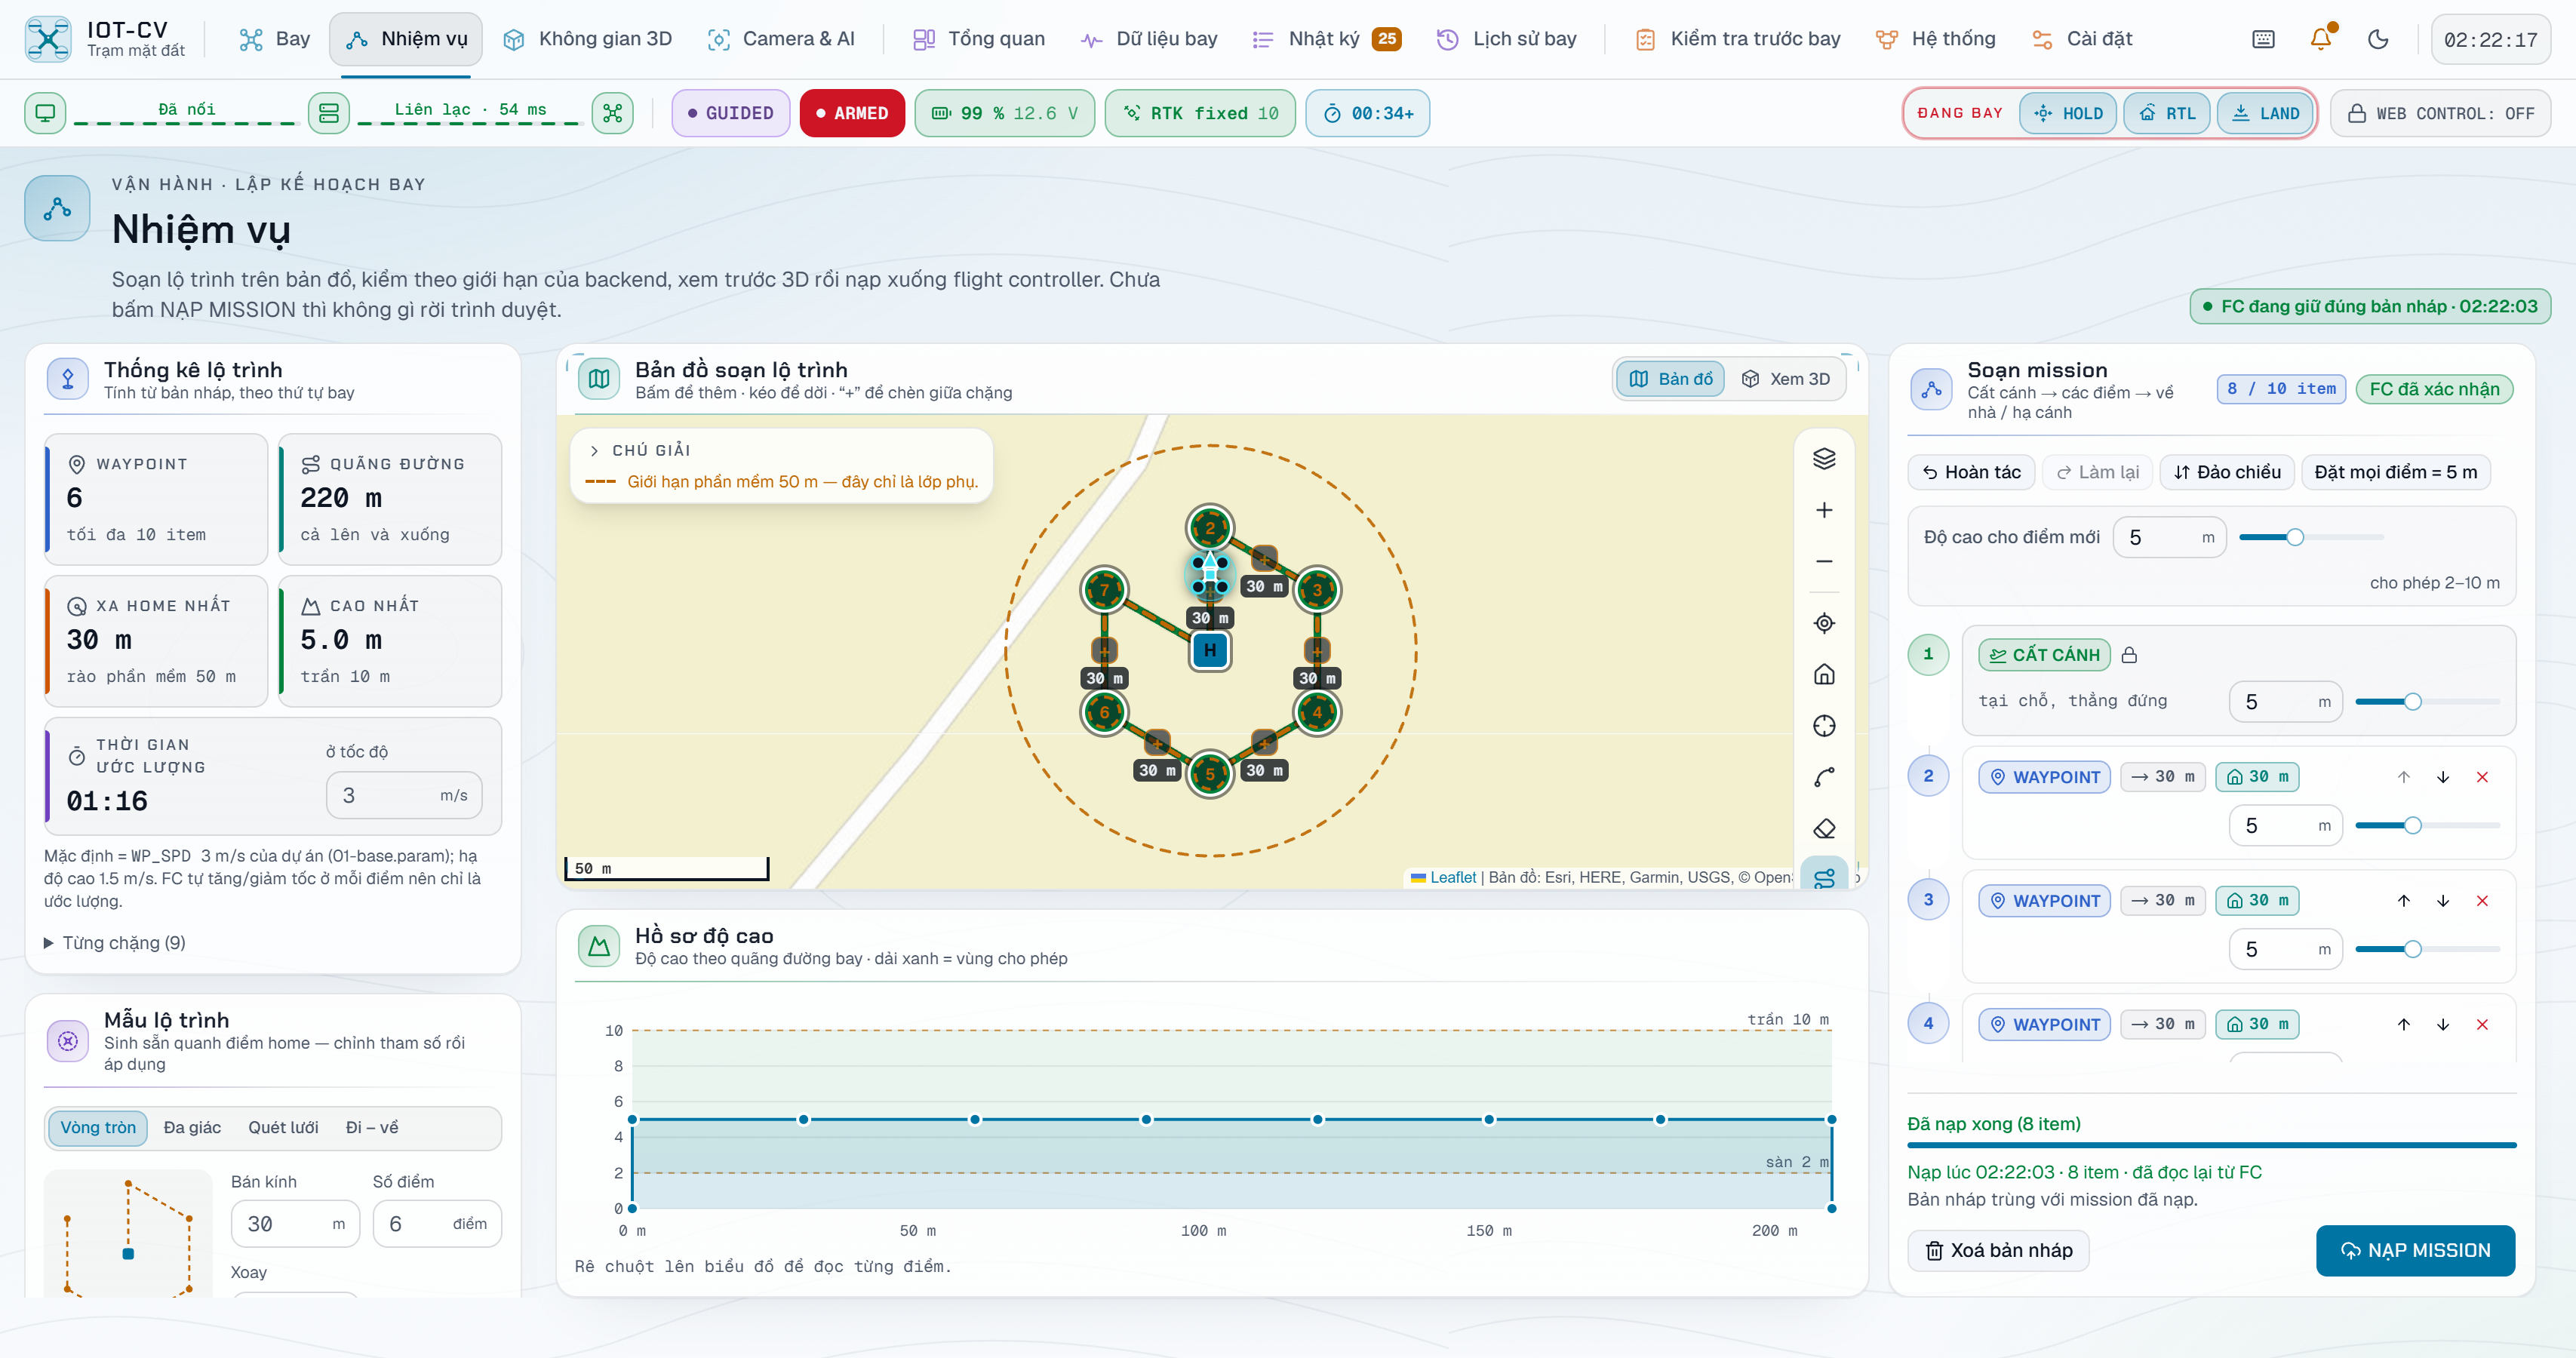 IOT-CV
Trạm mặt đất
Bay
Nhiệm vụ
Không gian 3D
Camera & AI
Tổng quan
Dữ liệu bay
Nhật ký 25
Lịch sử bay
Kiểm tra trước bay
Hệ thống
Cài đặt
02:22:17
Đã nối
Liên lạc · 54 ms
GUIDED
ARMED
99 % 12.6 V
RTK fixed 10
00:34+
ĐANG BAY
HOLD
RTL
LAND
WEB CONTROL: OFF
VẬN HÀNH · LẬP KẾ HOẠCH BAY
Nhiệm vụ
Soạn lộ trình trên bản đồ, kiểm theo giới hạn của backend, xem trước 3D rồi nạp xuống flight controller. Chưa
bấm NẠP MISSION thì không gì rời trình duyệt.
FC đang giữ đúng bản nháp · 02:22:03
Thống kê lộ trình
Tính từ bản nháp, theo thứ tự bay
WAYPOINT
6
tối đa 10 item
QUÃNG ĐƯỜNG
220 m
cả lên và xuống
XA HOME NHẤT
30 m
rào phần mềm 50 m
CAO NHẤT
5.0 m
trần 10 m
THỜI GIAN
ƯỚC LƯỢNG
01:16
ở tốc độ
3 m/s
Mặc định = WP_SPD 3 m/s của dự án (01-base.param); hạ
độ cao 1.5 m/s. FC tự tăng/giảm tốc ở mỗi điểm nên chỉ là
ước lượng.
Từng chặng (9)
Mẫu lộ trình
Sinh sẵn quanh điểm home — chỉnh tham số rồi
áp dụng
Vòng tròn
Đa giác
Quét lưới
Đi – về
Bán kính
30 m
Số điểm
6 điểm
Xoay
Bản đồ soạn lộ trình
Bấm để thêm · kéo để dời · “+” để chèn giữa chặng
Bản đồ
Xem 3D
CHÚ GIẢI
Giới hạn phần mềm 50 m — đây chỉ là lớp phụ.
2
30 m
7
3
30 m
H
30 m
30 m
6
4
30 m
5
30 m
50 m
Leaflet | Bản đồ: Esri, HERE, Garmin, USGS, © Open
Hồ sơ độ cao
Độ cao theo quãng đường bay · dải xanh = vùng cho phép
trần 10 m
10
8
6
4
sàn 2 m
2
0
0 m
50 m
100 m
150 m
200 m
Rê chuột lên biểu đồ để đọc từng điểm.
Soạn mission
Cất cánh → các điểm → về
nhà / hạ cánh
8 / 10 item
FC đã xác nhận
Hoàn tác
Làm lại
Đảo chiều
Đặt mọi điểm = 5 m
Độ cao cho điểm mới
5 m
cho phép 2–10 m
1
CẤT CÁNH
tại chỗ, thẳng đứng
5 m
2
WAYPOINT
→ 30 m
30 m
5 m
3
WAYPOINT
→ 30 m
30 m
5 m
4
WAYPOINT
→ 30 m
30 m
Đã nạp xong (8 item)
Nạp lúc 02:22:03 · 8 item · đã đọc lại từ FC
Bản nháp trùng với mission đã nạp.
Xoá bản nháp
NẠP MISSION